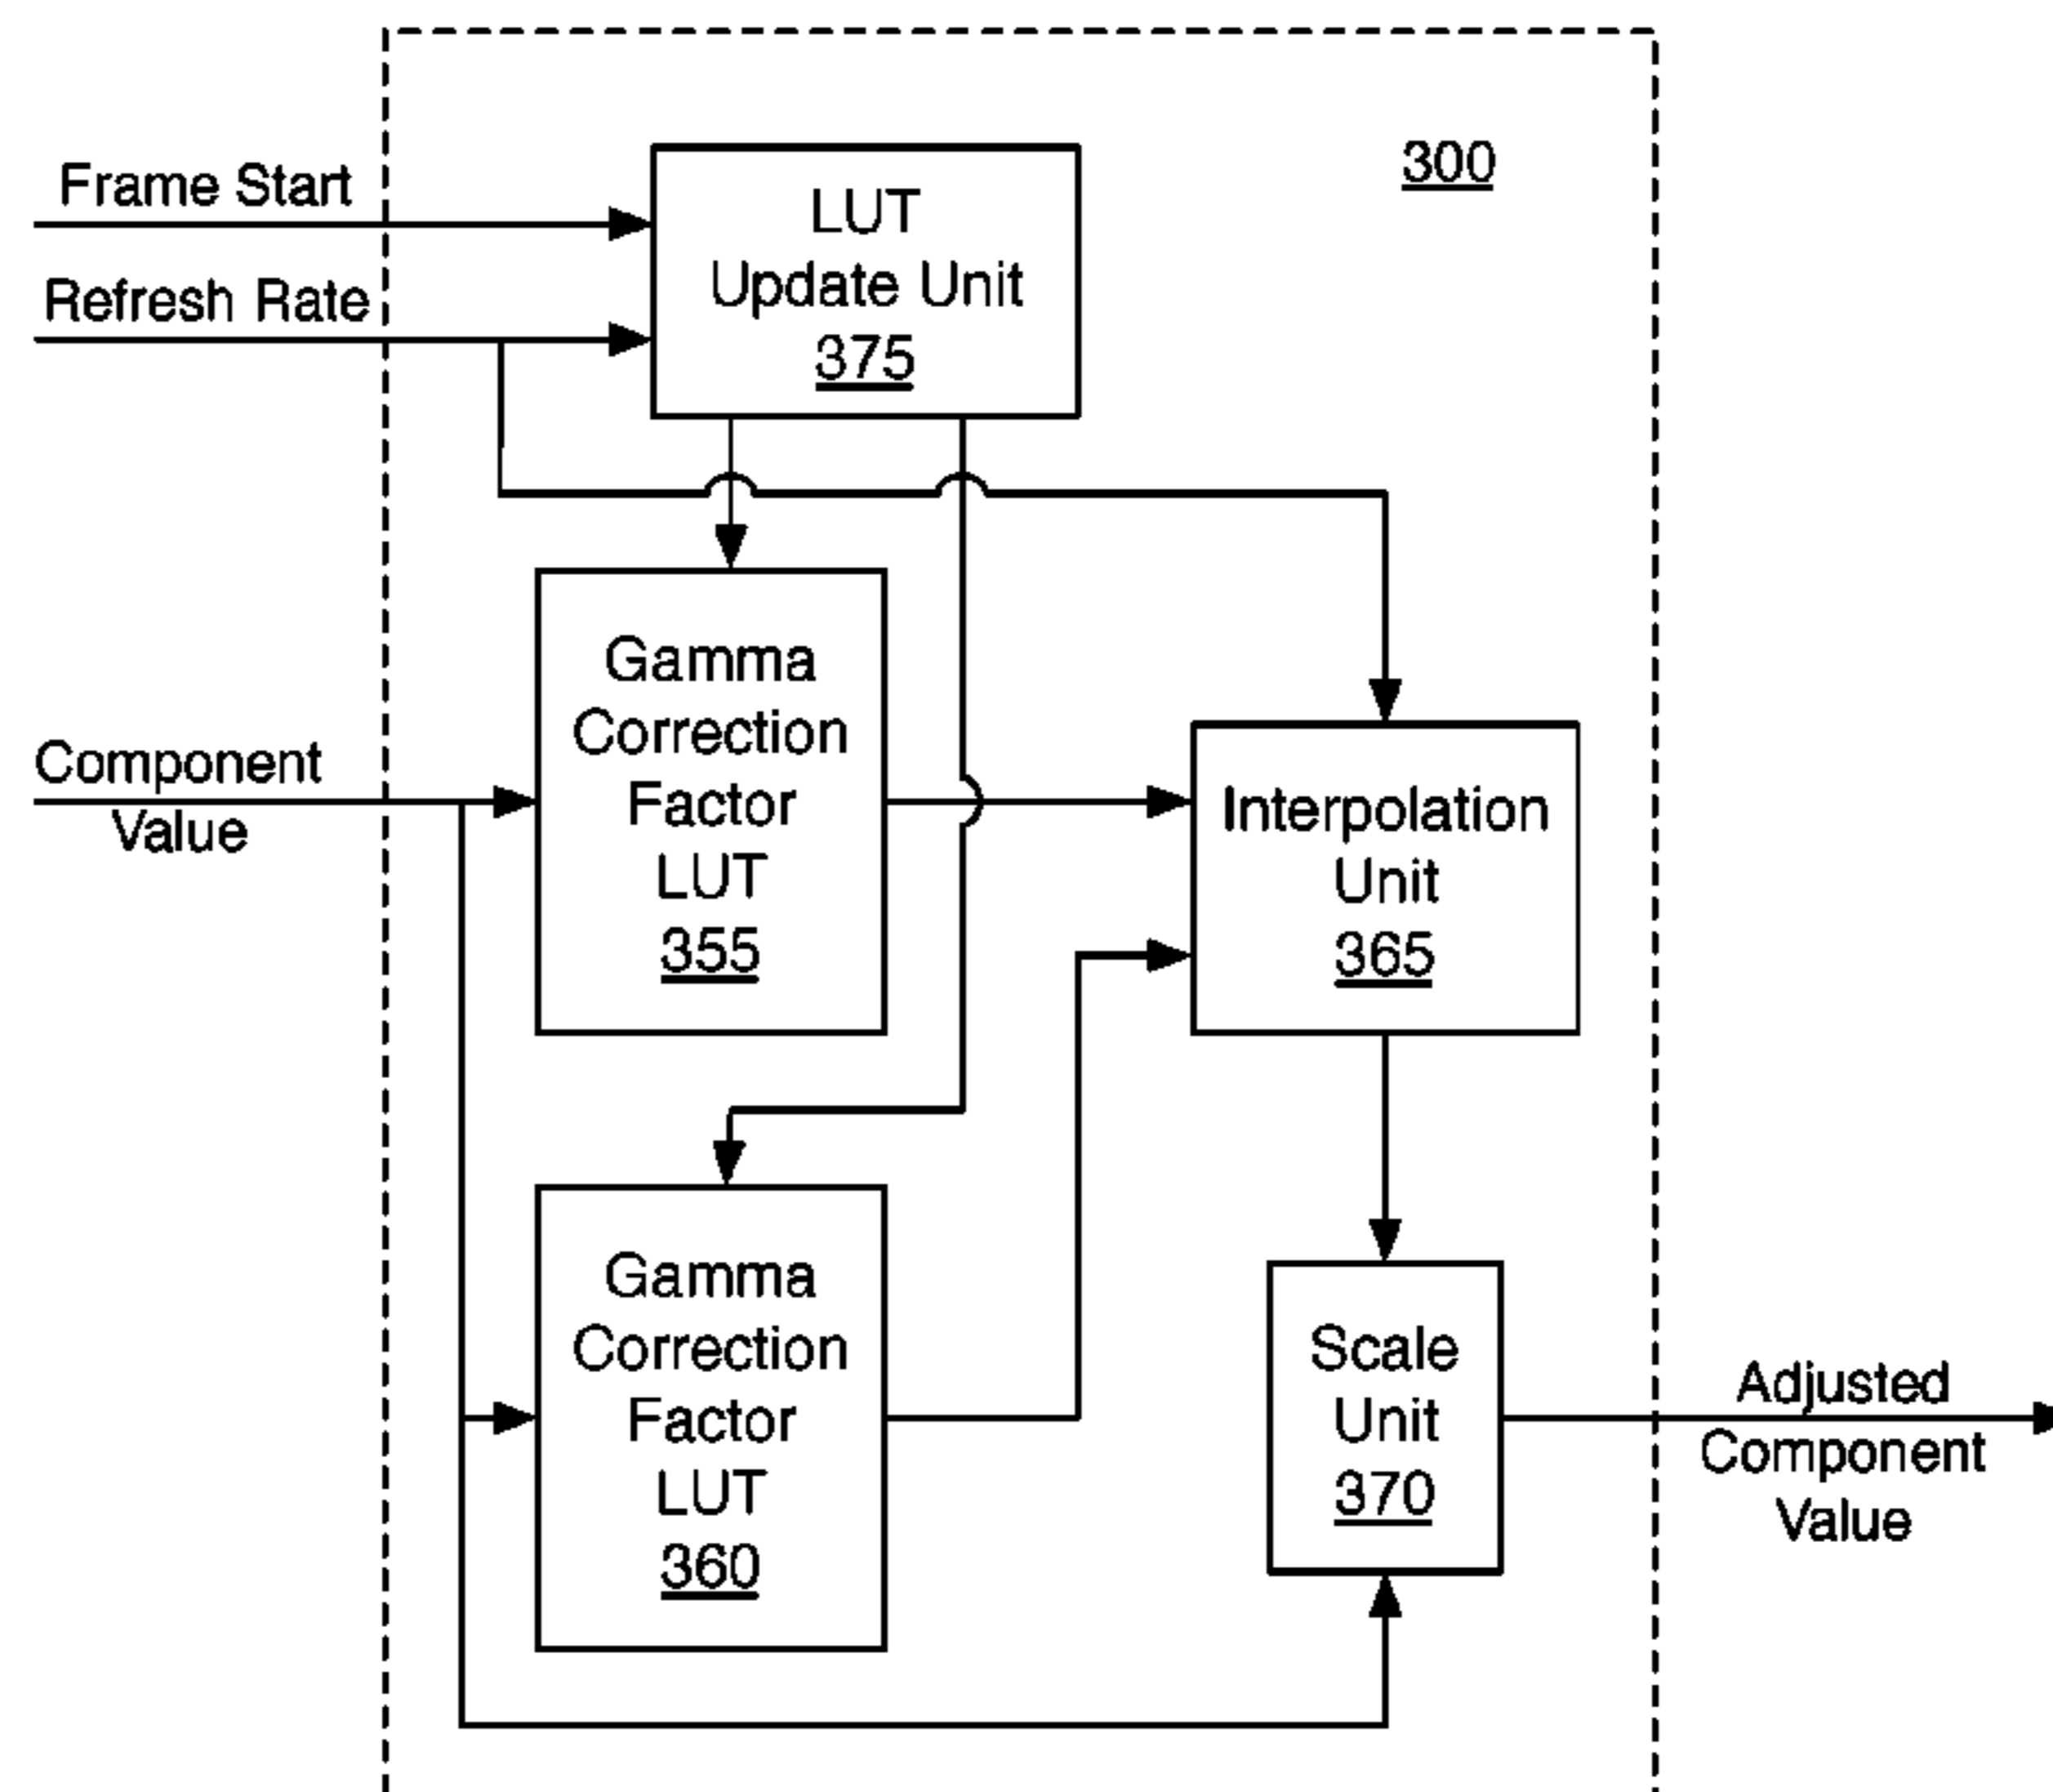 300
Frame Start
LUT
Update Unit
375
Refresh Rate
Gamma
Correction
Factor
LUT
355
Component
Value
Interpolation
Unit
365
Gamma
Correction
Factor
LUT
360
Scale
Unit
370
Adjusted
Component
Value